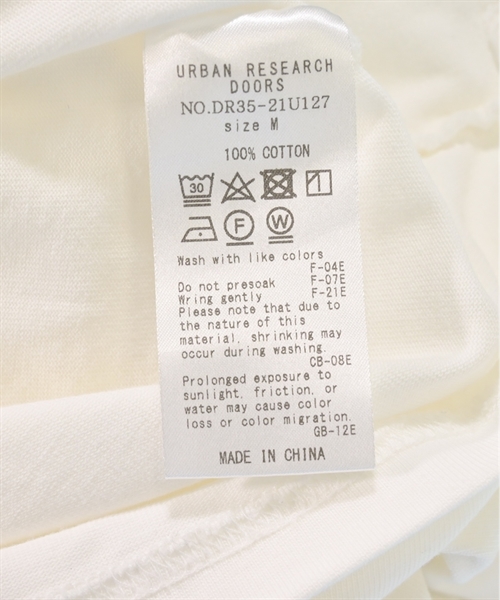 URBAN RESEARCH
DOORS
NO.DR35-21U127
size M
100% COTTON
30
F W
Wash with like colors
F-04E
Do not presoak F-07E
Wring gently F-21E
Please note that due to
the nature of this
material, shrinking may
occur during washing.
CB-08E
Prolonged exposure to
sunlight, friction, or
water may cause color
loss or color migration.
GB-12E
MADE IN CHINA